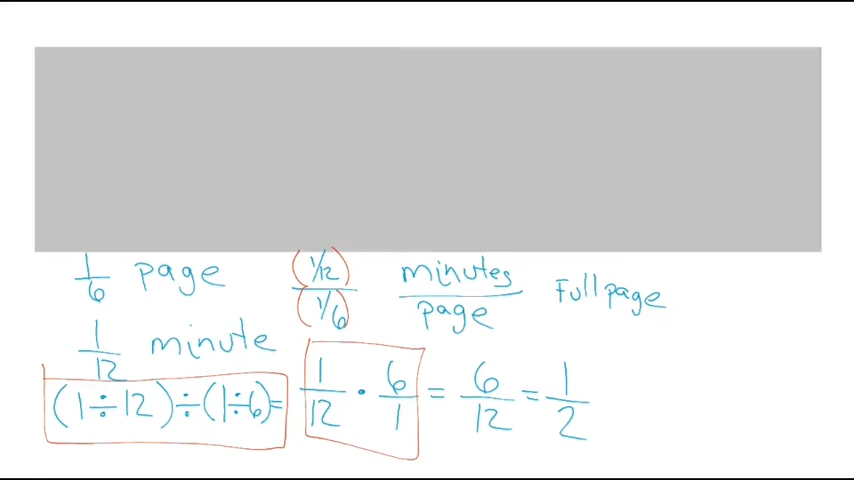 1/6 page
(1/12)/(1/6) minutes/page Full page
1/12 minute
(1÷12)÷(1÷6)= 1/12 · 6/1 = 6/12 = 1/2